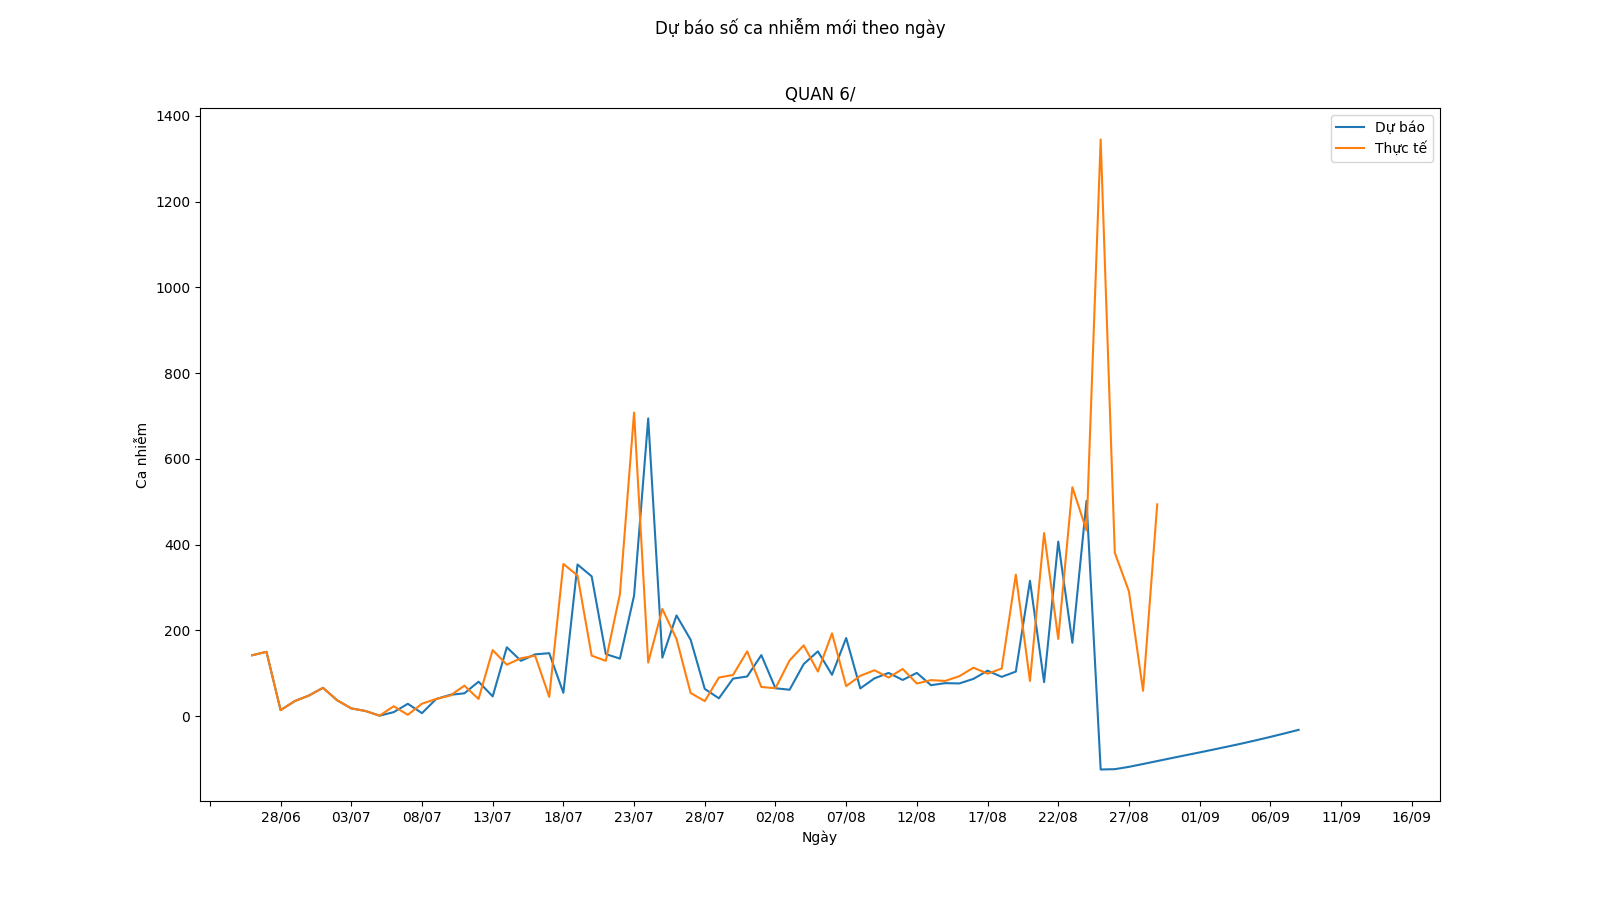 Dự báo số ca nhiễm mới theo ngày
QUAN 6/
Dự báo
Thực tế
1400
1200
1000
800
600
400
200
0
Ca nhiễm
28/06 03/07 08/07 13/07 18/07 23/07 28/07 02/08 07/08 12/08 17/08 22/08 27/08 01/09 06/09 11/09 16/09
Ngày